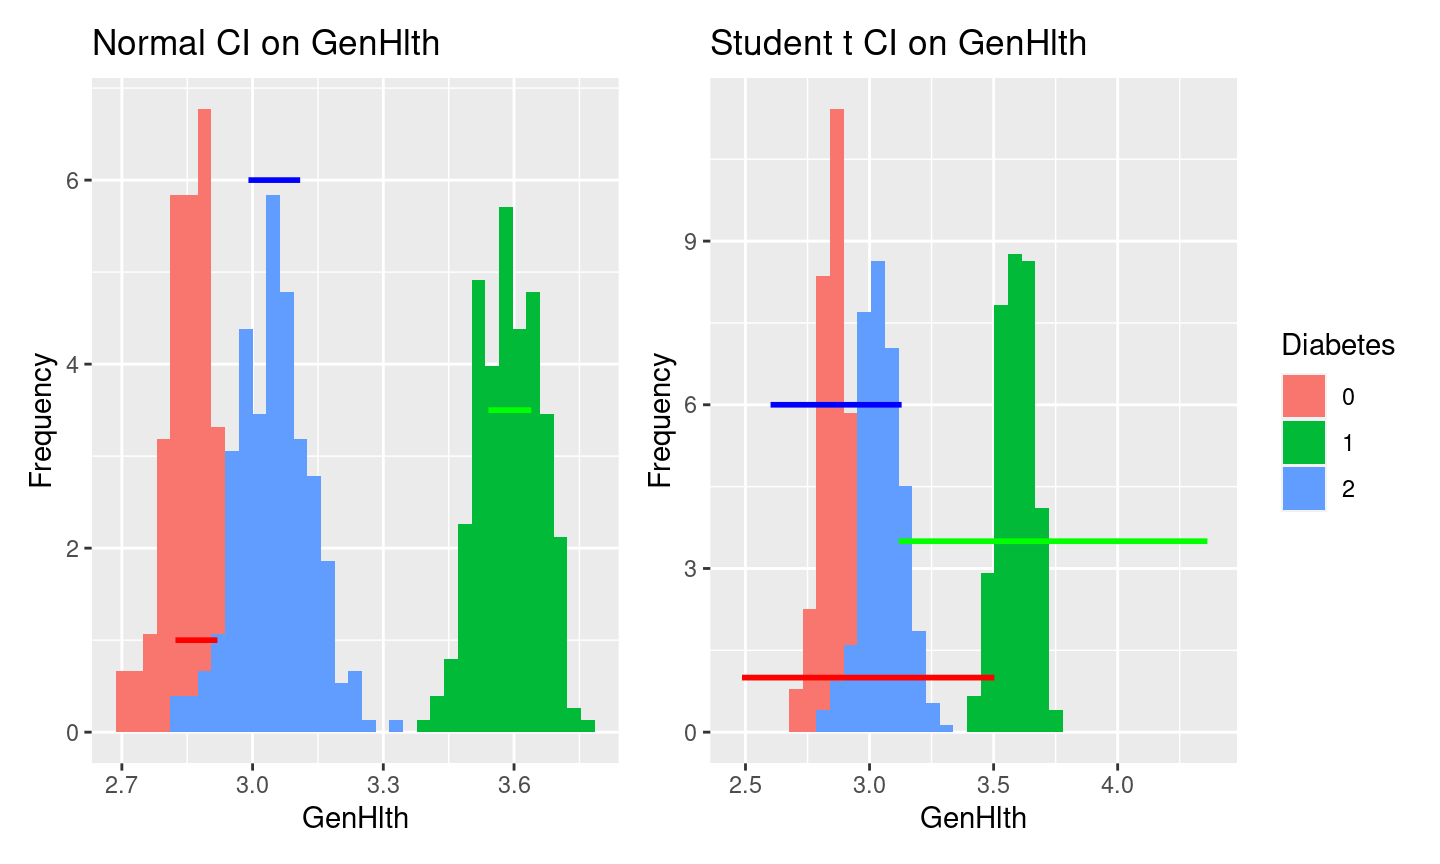 Normal CI on GenHlth
Frequency
6
4
2
0
2.7 3.0 3.3 3.6
GenHlth
Student t CI on GenHlth
Frequency
9
6
3
0
2.5 3.0 3.5 4.0
GenHlth
Diabetes
0
1
2